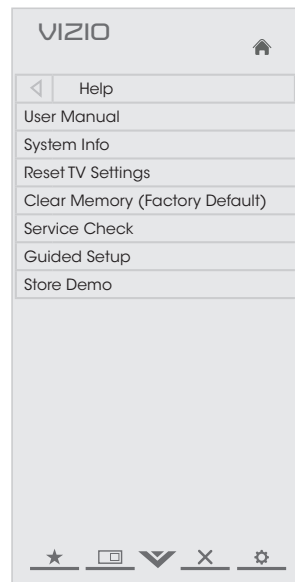 VIZIO
Help
User Manual
System Info
Reset TV Settings
Clear Memory (Factory Default)
Service Check
Guided Setup
Store Demo